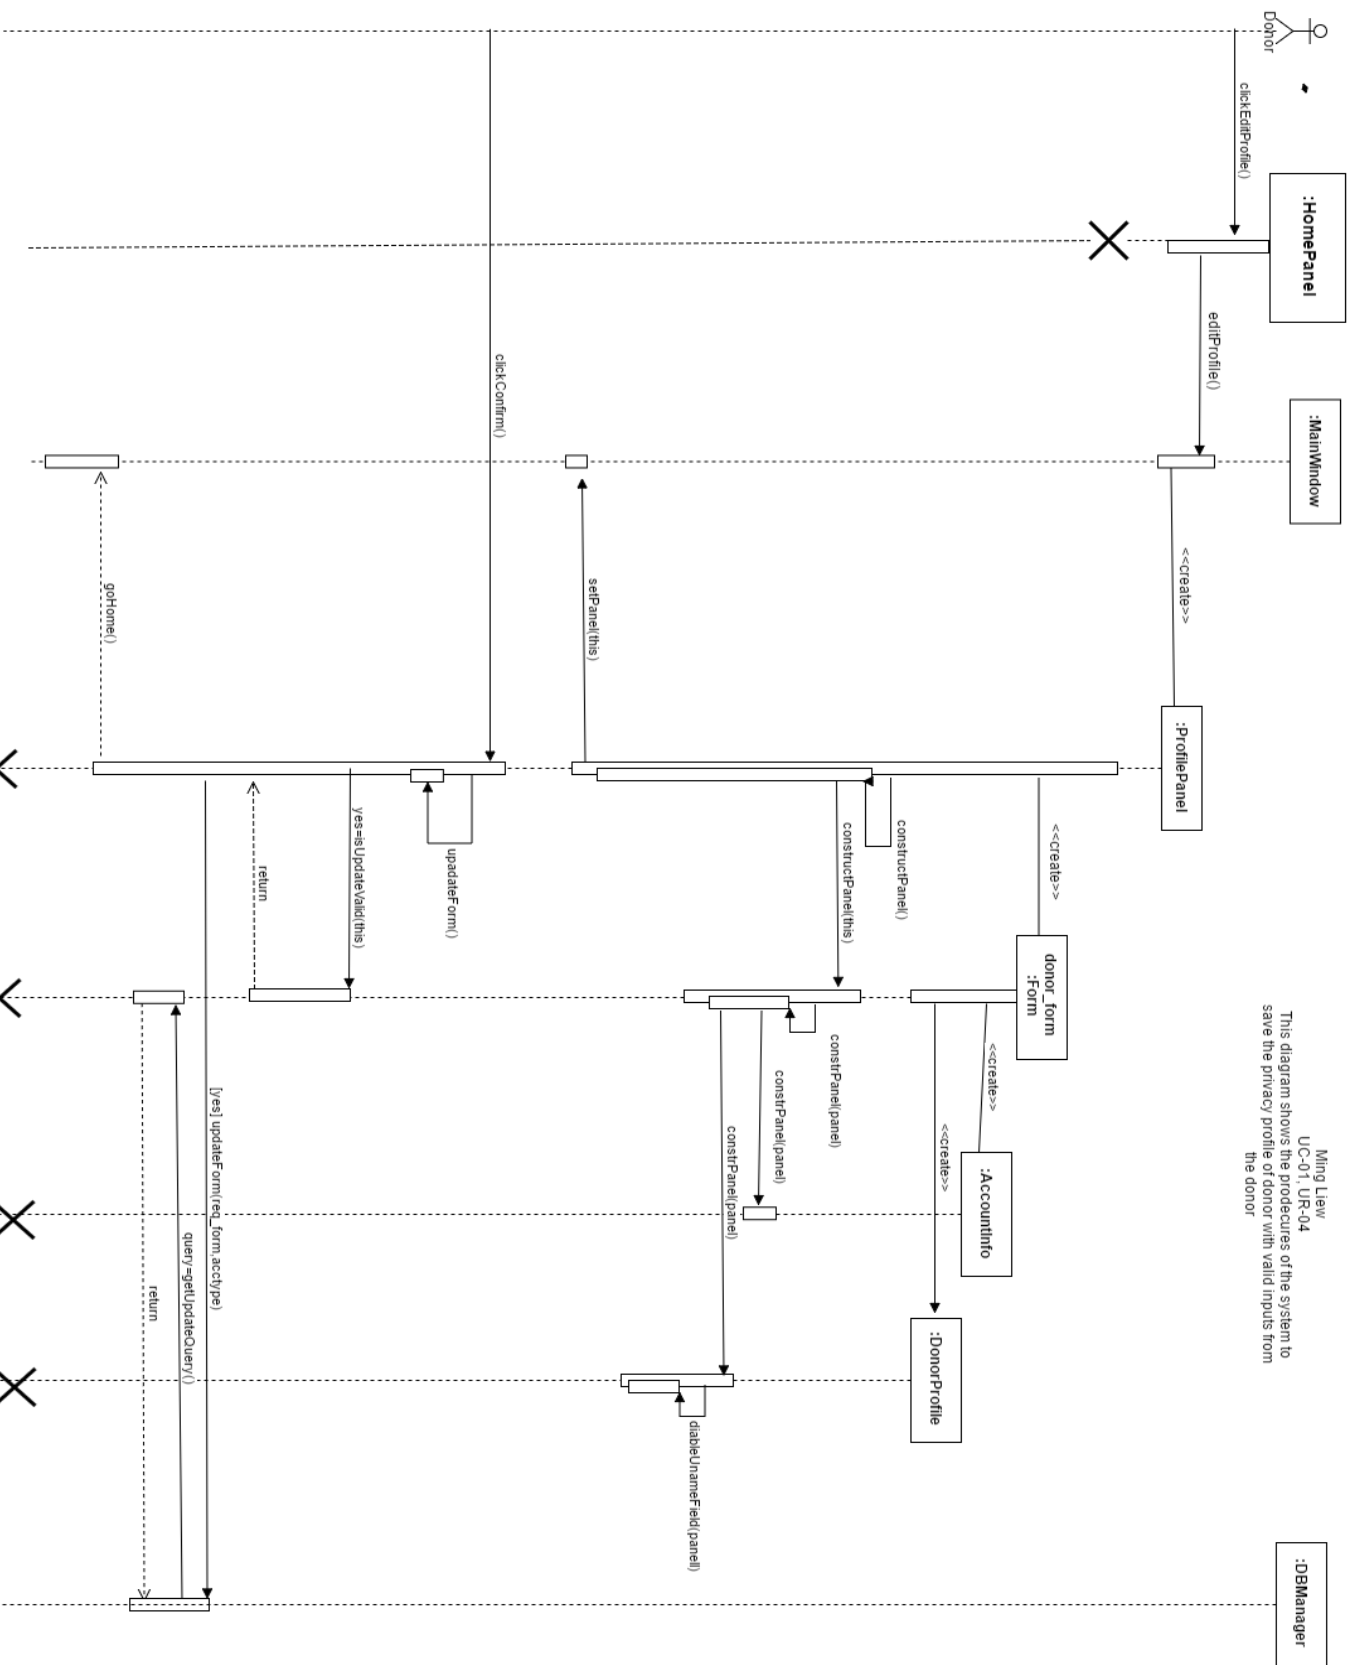 Ming Liew
UC-01, UR-04
This diagram shows the prodecures of the system to
save the privacy profile of donor with valid inputs from
the donor
Donor
:HomePanel
:MainWindow
:DBManager
clickEditProfile()
editProfile()
<<create>>
:ProfilePanel
<<create>>
donor_form
:Form
<<create>>
:AccountInfo
<<create>>
:DonorProfile
constructPanel()
constructPanel(this)
constrPanel(panel)
constrPanel(panel)
constrPanel(panel)
diableUnameField(panell)
setPanel(this)
clickConfirm()
upadateForm()
yes=isUpdateValid(this)
return
[yes] updateForm(req_form,acctype)
query=getUpdateQuery()
return
goHome()